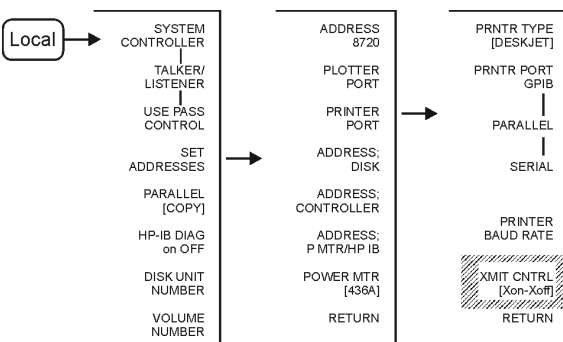 Local
SYSTEM
CONTROLLER
TALKER/
LISTENER
USE PASS
CONTROL
SET
ADDRESSES
PARALLEL
[COPY]
HP-IB DIAG
on OFF
DISK UNIT
NUMBER
VOLUME
NUMBER
ADDRESS
8720
PLOTTER
PORT
PRINTER
PORT
ADDRESS;
DISK
ADDRESS;
CONTROLLER
ADDRESS;
P MTR/HP IB
POWER MTR
[436A]
RETURN
PRNTR TYPE
[DESKJET]
PRNTR PORT
GPIB
PARALLEL
SERIAL
PRINTER
BAUD RATE
XMIT CNTRL
[Xon-Xoff]
RETURN